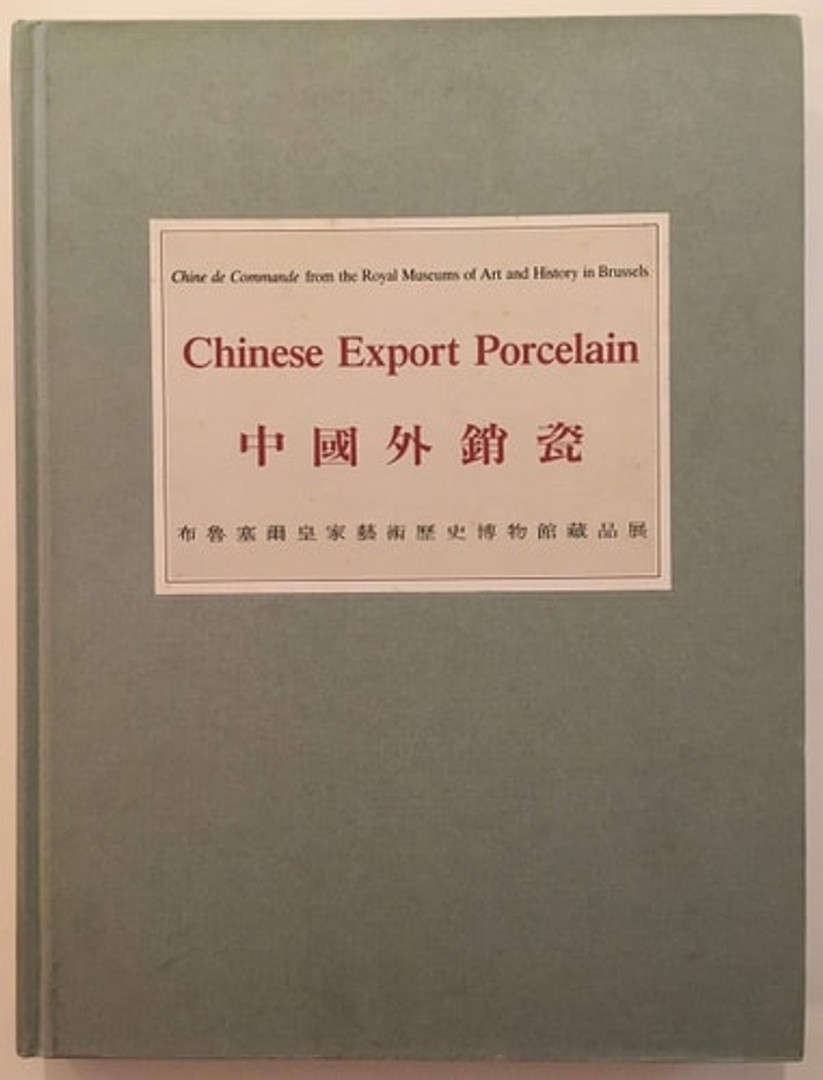 Chine de Commande from the Royal Museums of Art and History in Brussels
Chinese Export Porcelain
中國外銷瓷
布魯塞爾皇家藝術歷史博物館藏品展